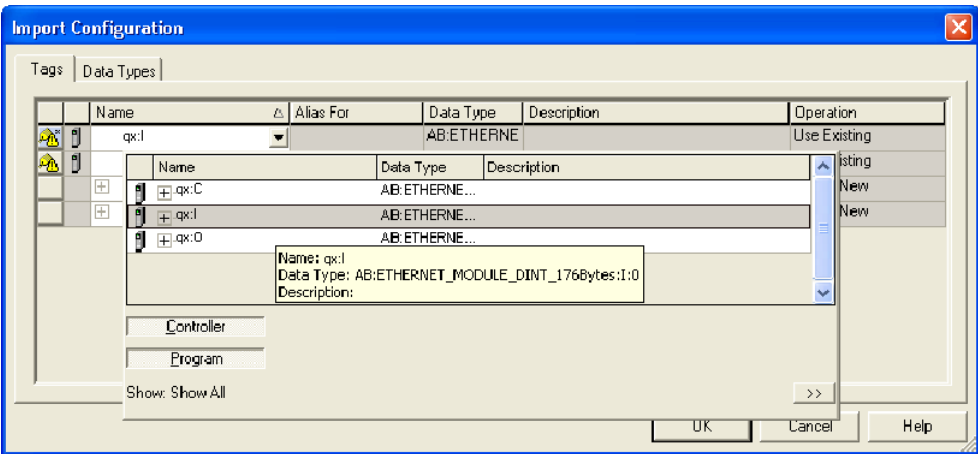 Import Configuration
Tags Data Types
Name Alias For Data Type Description Operation
qx:I AB:ETHERNE Use Existing
isting
Name Data Type Description
qx:C AB:ETHERNE...
New
qx:I AB:ETHERNE...
New
qx:O AB:ETHERNE...
Name: qx:I
Data Type: AB:ETHERNET_MODULE_DINT_176Bytes:I:0
Description:
Controller
Program
Show: Show All >>
OK Cancel Help